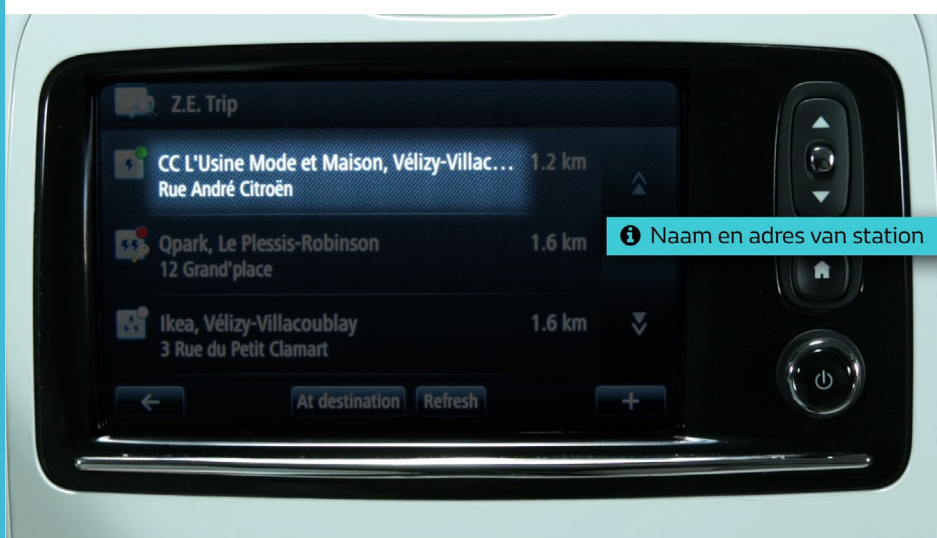 Z.E. Trip
CC L'Usine Mode et Maison, Vélizy-Villac... 1.2 km
Rue André Citroën
Naam en adres van station
Qpark, Le Plessis-Robinson 1.6 km
12 Grand'place
Ikea, Vélizy-Villacoublay 1.6 km
3 Rue du Petit Clamart
At destination Refresh